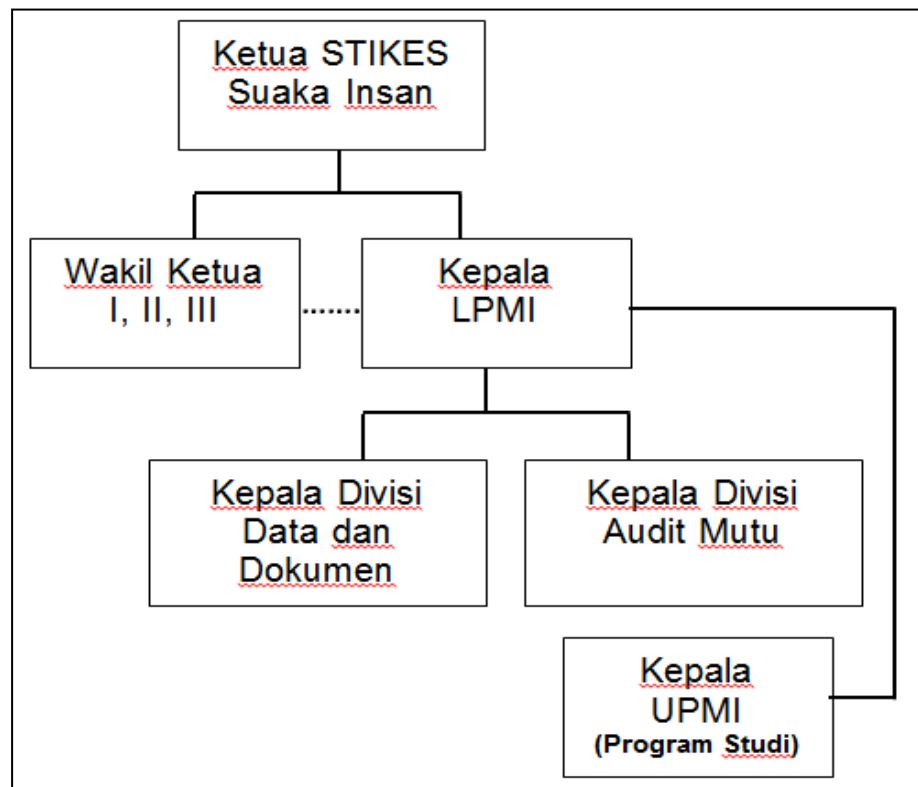 Ketua STIKES
Suaka Insan
Wakil Ketua
I, II, III
Kepala
LPMI
Kepala Divisi
Data dan
Dokumen
Kepala Divisi
Audit Mutu
Kepala
UPMI
(Program Studi)